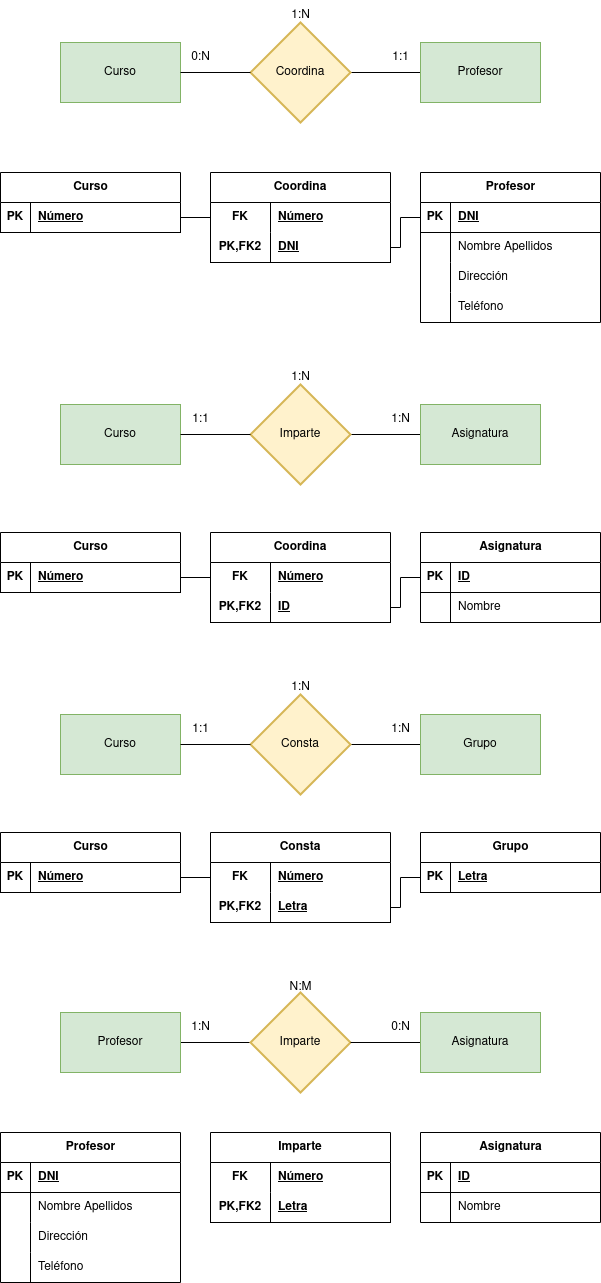 1:N
0:N
1:1
Curso
Coordina
Profesor
Curso
Coordina
Profesor
PK
Número
FK
Número
PK
DNI
PK,FK2
DNI
Nombre Apellidos
Dirección
Teléfono
1:N
1:1
1:N
Curso
Imparte
Asignatura
Curso
Coordina
Asignatura
PK
Número
FK
Número
PK
ID
PK,FK2
ID
Nombre
1:N
1:1
1:N
Curso
Consta
Grupo
Curso
Consta
Grupo
PK
Número
FK
Número
PK
Letra
PK,FK2
Letra
N:M
1:N
0:N
Profesor
Imparte
Asignatura
Profesor
Imparte
Asignatura
PK
DNI
FK
Número
PK
ID
Nombre Apellidos
PK,FK2
Letra
Nombre
Dirección
Teléfono